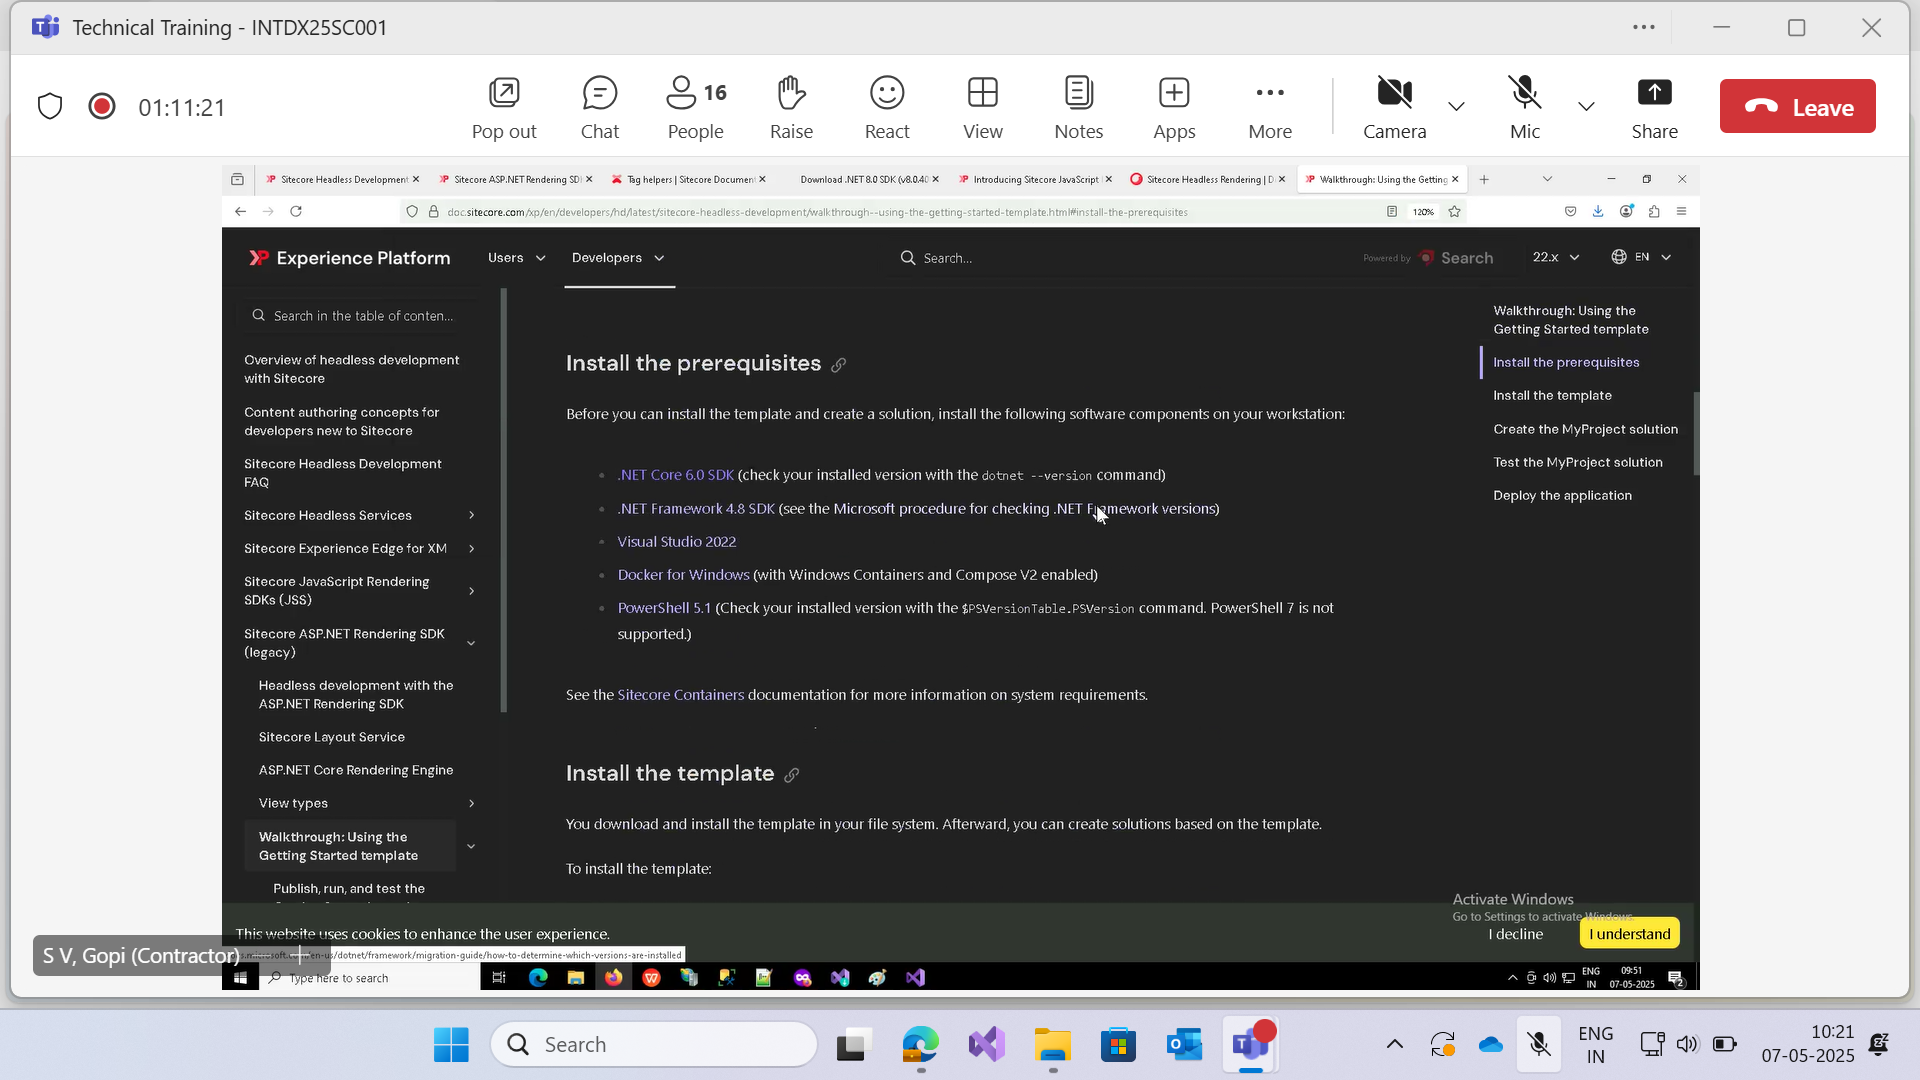 Technical Training - INTDX25SC001
01:11:21
Pop out
Chat
16
People
Raise
React
View
Notes
Apps
More
Camera
Mic
Share
Leave
Sitecore Headless Development
Sitecore ASP.NET Rendering SD
Tag helpers | Sitecore Document
Download .NET 8.0 SDK (v8.0.40
Introducing Sitecore JavaScript
Sitecore Headless Rendering | D
Walkthrough: Using the Getting
doc.sitecore.com/xp/en/developers/hd/latest/sitecore-headless-development/walkthrough--using-the-getting-started-template.html#install-the-prerequisites
120%
Experience Platform
Users
Developers
Search...
Powered by
Search
22.x
EN
Search in the table of conten...
Overview of headless development
with Sitecore
Content authoring concepts for
developers new to Sitecore
Sitecore Headless Development
FAQ
Sitecore Headless Services
Sitecore Experience Edge for XM
Sitecore JavaScript Rendering
SDKs (JSS)
Sitecore ASP.NET Rendering SDK
(legacy)
Headless development with the
ASP.NET Rendering SDK
Sitecore Layout Service
ASP.NET Core Rendering Engine
View types
Walkthrough: Using the
Getting Started template
Publish, run, and test the
Install the prerequisites
Before you can install the template and create a solution, install the following software components on your workstation:
.NET Core 6.0 SDK (check your installed version with the dotnet --version command)
.NET Framework 4.8 SDK (see the Microsoft procedure for checking .NET Framework versions)
Visual Studio 2022
Docker for Windows (with Windows Containers and Compose V2 enabled)
PowerShell 5.1 (Check your installed version with the $PSVersionTable.PSVersion command. PowerShell 7 is not
supported.)
See the Sitecore Containers documentation for more information on system requirements.
Install the template
You download and install the template in your file system. Afterward, you can create solutions based on the template.
To install the template:
Walkthrough: Using the
Getting Started template
Install the prerequisites
Install the template
Create the MyProject solution
Test the MyProject solution
Deploy the application
Activate Windows
Go to Settings to activate Windows.
This website uses cookies to enhance the user experience.
I decline
I understand
S V, Gopi (Contractor)
en-us/dotnet/framework/migration-guide/how-to-determine-which-versions-are-installed
Type here to search
ENG
IN
09:51
07-05-2025
2
Search
ENG
IN
10:21
07-05-2025